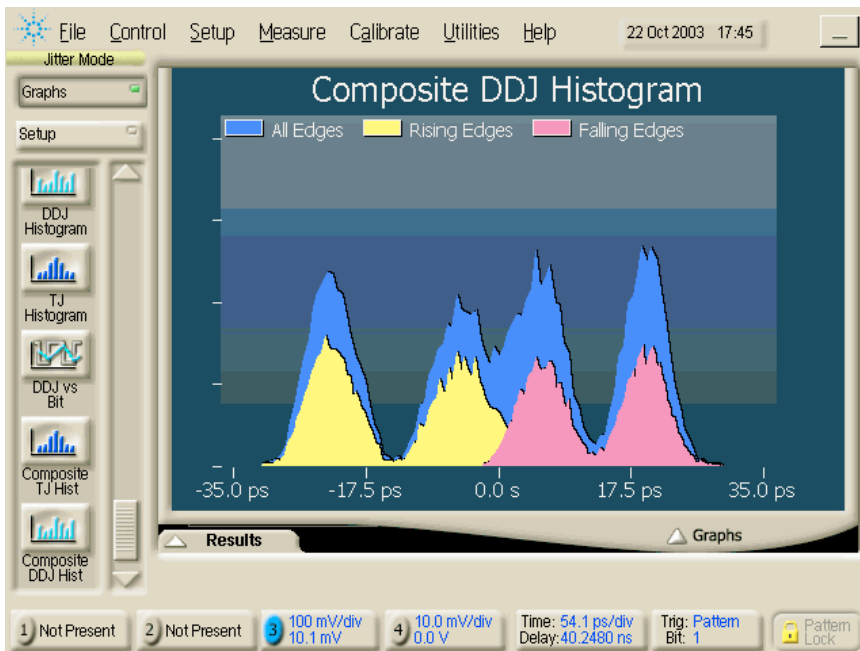 File Control Setup Measure Calibrate Utilities Help 22 Oct 2003 17:45
Jitter Mode
Graphs
Setup
DDJ
Histogram
TJ
Histogram
DDJ vs
Bit
Composite
TJ Hist
Composite
DDJ Hist
Composite DDJ Histogram
All Edges Rising Edges Falling Edges
-35.0 ps -17.5 ps 0.0 s 17.5 ps 35.0 ps
Results
Graphs
1 Not Present
2 Not Present
3 100 mV/div
10.1 mV
4 10.0 mV/div
0.0 V
Time: 54.1 ps/div
Delay:40.2480 ns
Trig: Pattern
Bit: 1
Pattern
Lock